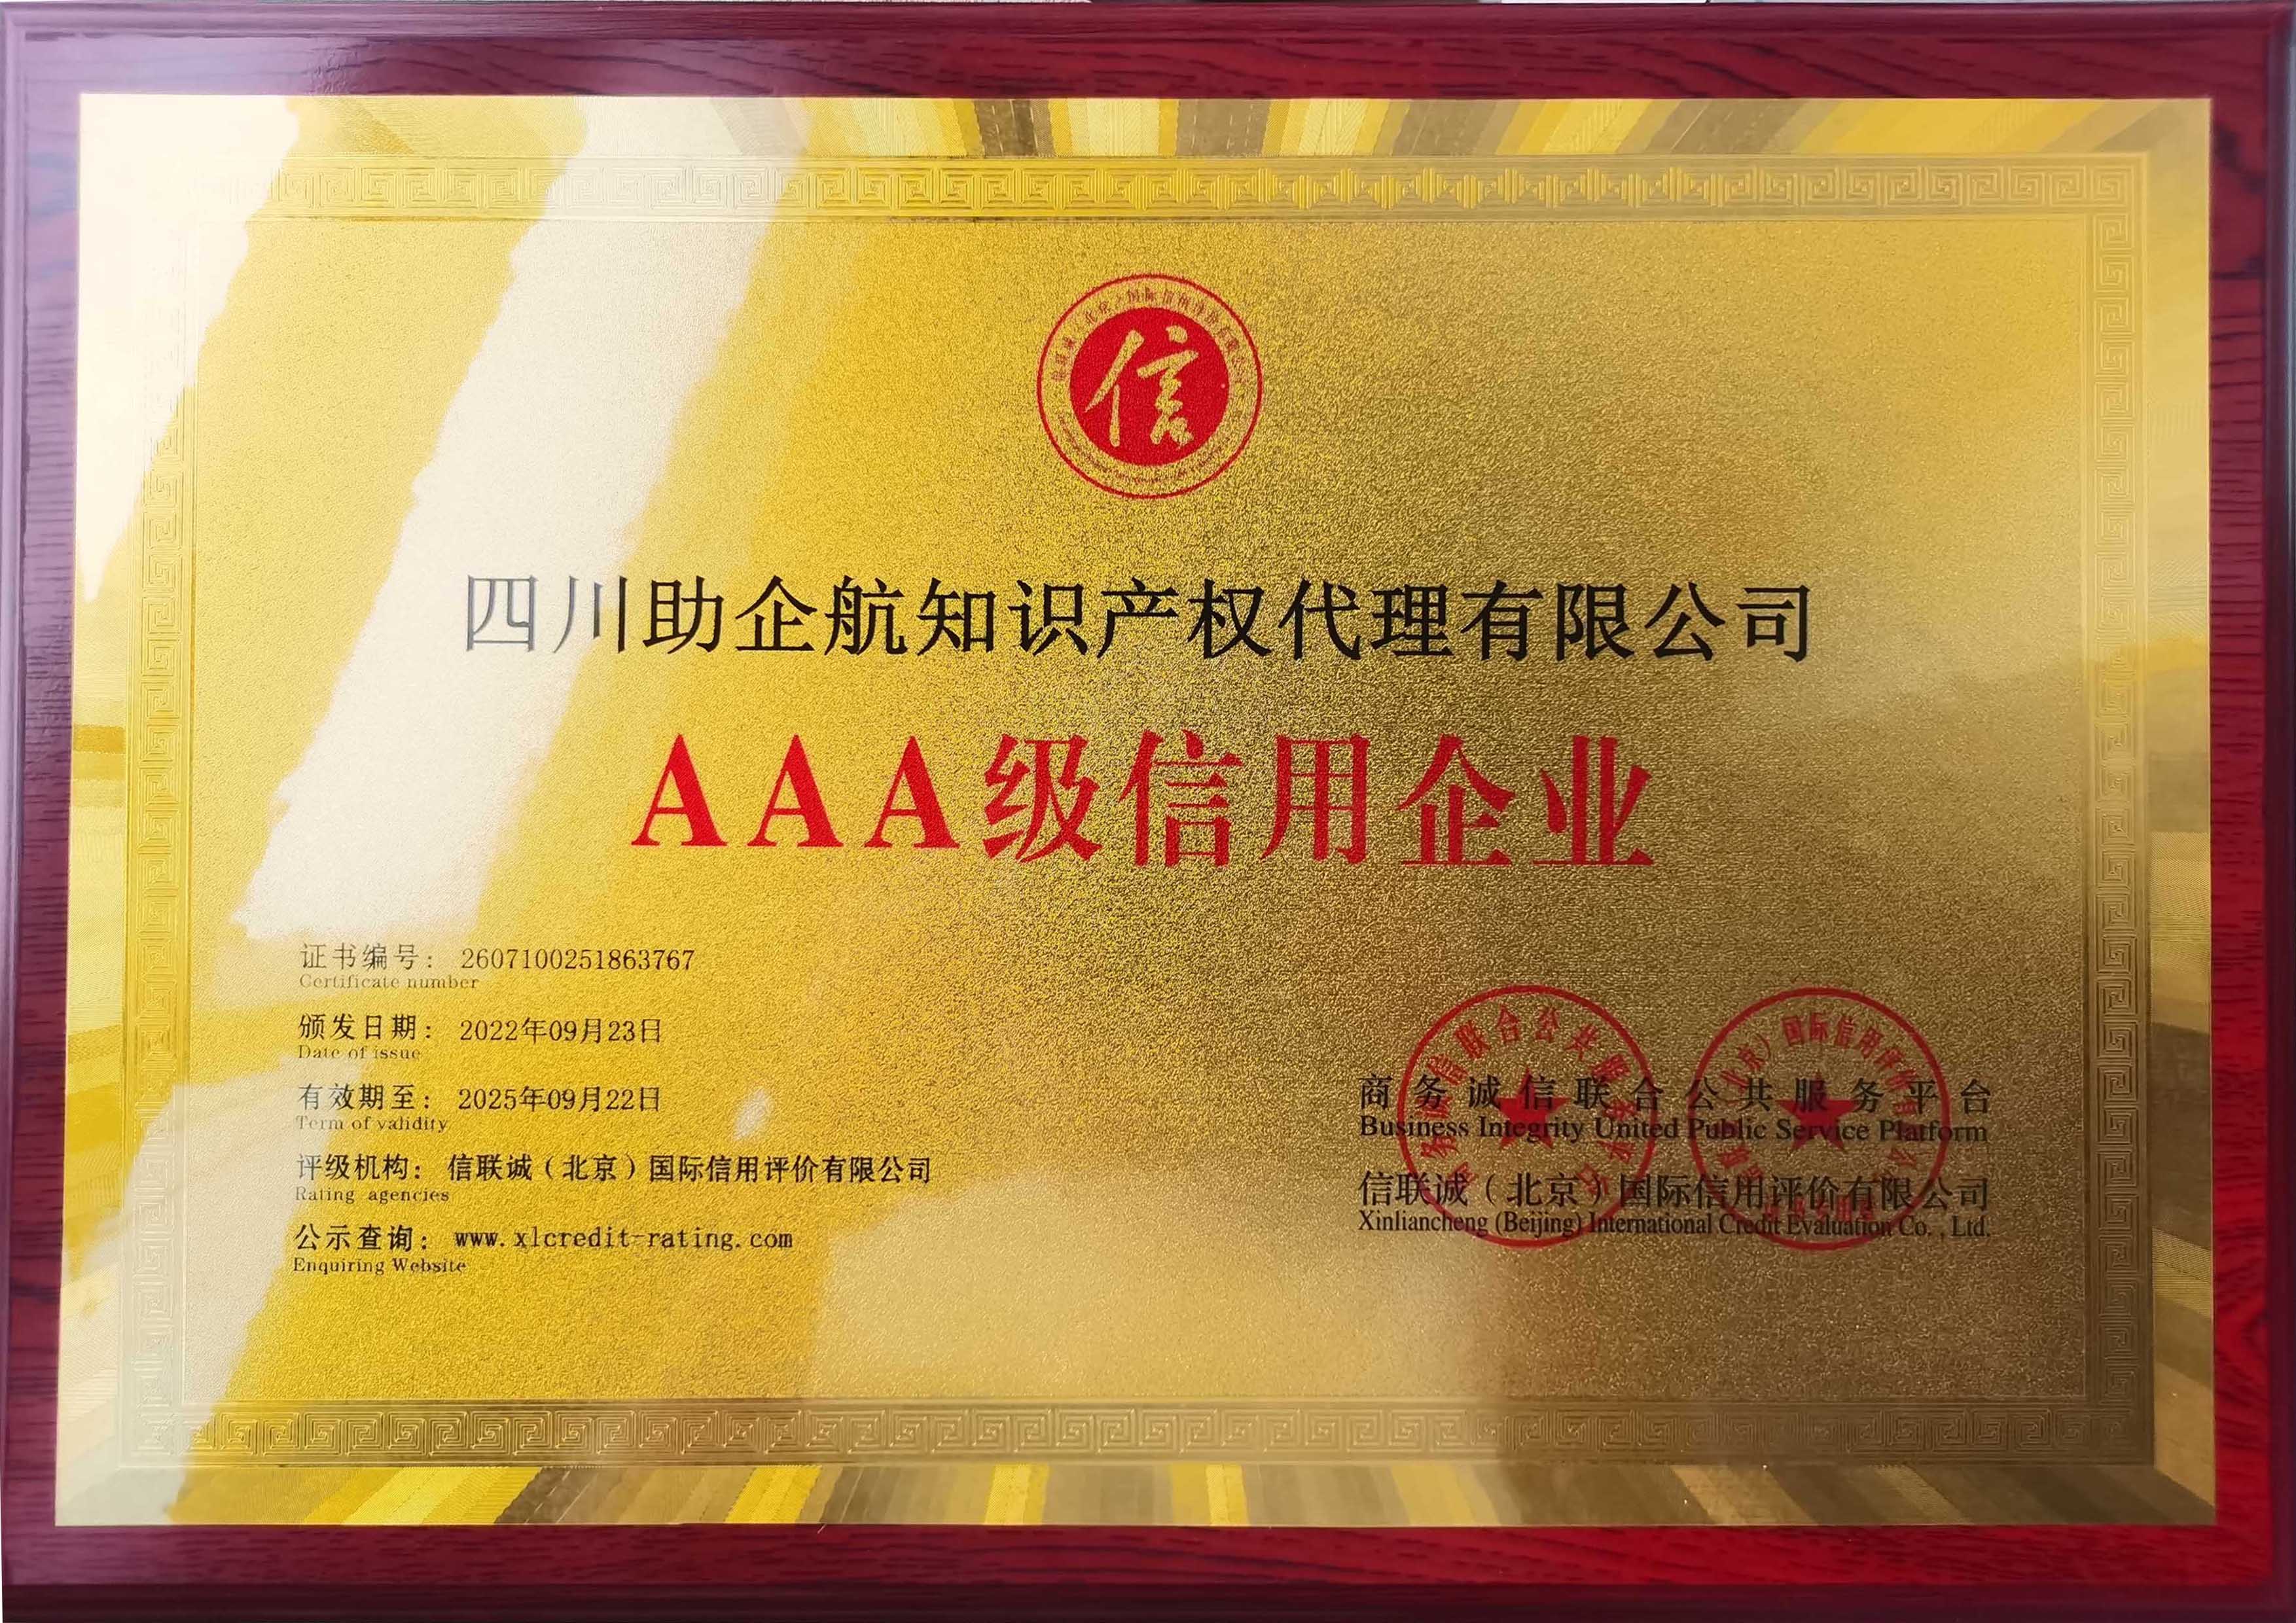 信
四川助企航知识产权代理有限公司
AAA级信用企业
证书编号：2607100251863767
Certificate number
颁发日期：2022年09月23日
Date of issue
有效期至：2025年09月22日
Term of validity
评级机构：信联诚（北京）国际信用评价有限公司
Rating agencies
公示查询：www.xlcredit-rating.com
Enquiring Website
商务诚信联合公共服务平台
Business Integrity United Public Service Platform
信联诚（北京）国际信用评价有限公司
Xinliancheng (Beijing) International Credit Evaluation Co. , Ltd.